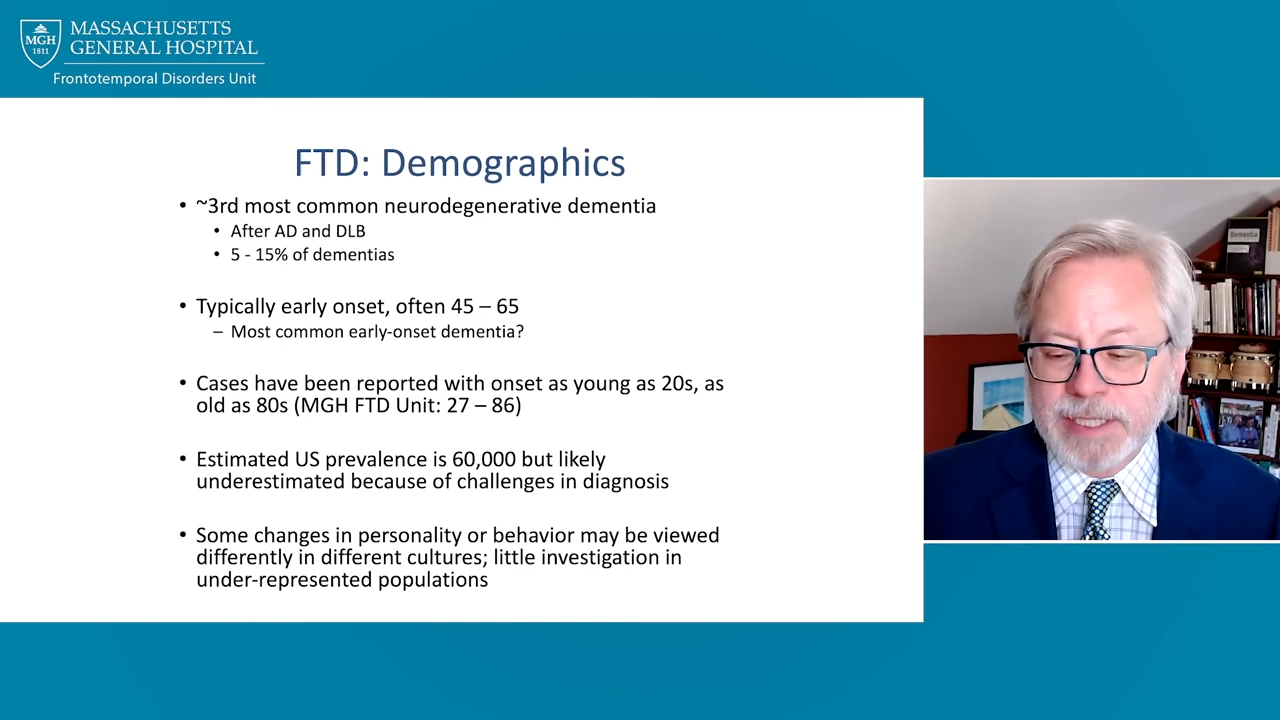 MASSACHUSETTS
GENERAL HOSPITAL
MGH
1811
Frontotemporal Disorders Unit
FTD: Demographics
• ~3rd most common neurodegenerative dementia
• After AD and DLB
• 5 - 15% of dementias
• Typically early onset, often 45 – 65
– Most common early-onset dementia?
• Cases have been reported with onset as young as 20s, as
old as 80s (MGH FTD Unit: 27 – 86)
• Estimated US prevalence is 60,000 but likely
underestimated because of challenges in diagnosis
• Some changes in personality or behavior may be viewed
differently in different cultures; little investigation in
under-represented populations
Dementia